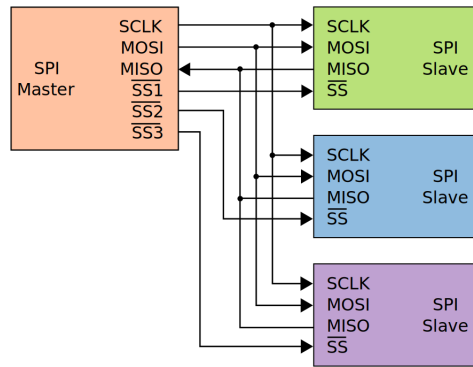 SPI
Master
SCLK
MOSI
MISO
SS1
SS2
SS3
SCLK
MOSI
MISO
SS
SPI
Slave
SCLK
MOSI
MISO
SS
SPI
Slave
SCLK
MOSI
MISO
SS
SPI
Slave